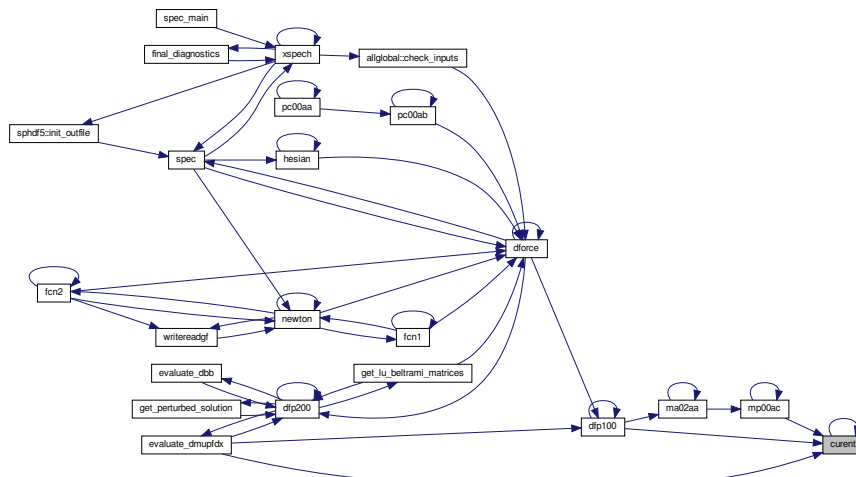 spec_main
final_diagnostics
xspech
allglobal::check_inputs
pc00aa
pc00ab
sphdf5::init_outfile
spec
hesian
dforce
fcn2
newton
writereadgf
fcn1
evaluate_dbb
get_lu_beltrami_matrices
get_perturbed_solution
dfp200
ma02aa
mp00ac
dfp100
evaluate_dmupfdx
curent